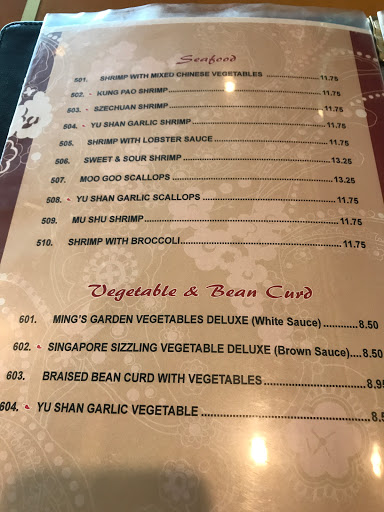 Seafood
501. SHRIMP WITH MIXED CHINESE VEGETABLES 11.75
502. KUNG PAO SHRIMP 11.75
503. SZECHUAN SHRIMP 11.75
504. YU SHAN GARLIC SHRIMP 11.75
505. SHRIMP WITH LOBSTER SAUCE 11.75
506. SWEET & SOUR SHRIMP 13.25
507. MOO GOO SCALLOPS 13.25
508. YU SHAN GARLIC SCALLOPS 11.75
509. MU SHU SHRIMP 11.75
510. SHRIMP WITH BROCCOLI 11.75
Vegetable & Bean Curd
601. MING'S GARDEN VEGETABLES DELUXE (White Sauce) 8.50
602. SINGAPORE SIZZLING VEGETABLE DELUXE (Brown Sauce) 8.50
603. BRAISED BEAN CURD WITH VEGETABLES 8.95
604. YU SHAN GARLIC VEGETABLE